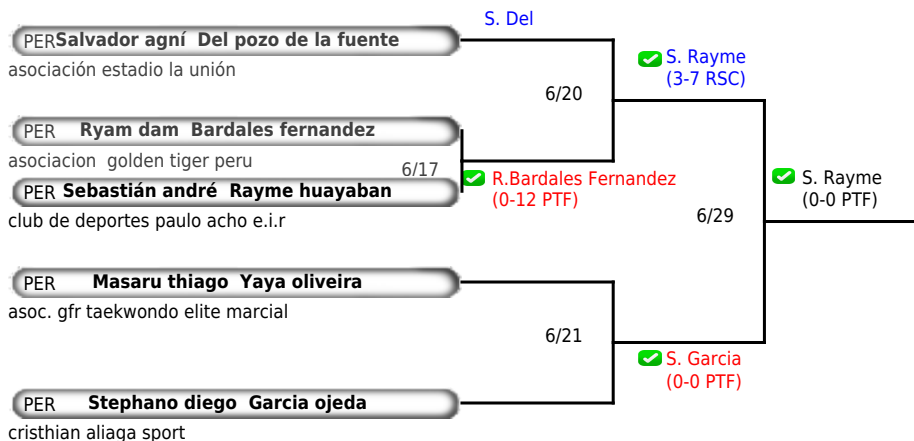 S. Del
PER Salvador agní Del pozo de la fuente
asociación estadio la unión
S. Rayme
(3-7 RSC)
6/20
PER Ryam dam Bardales fernandez
asociacion golden tiger peru
6/17
R.Bardales Fernandez
(0-12 PTF)
PER Sebastián andré Rayme huayaban
club de deportes paulo acho e.i.r
S. Rayme
(0-0 PTF)
6/29
PER Masaru thiago Yaya oliveira
asoc. gfr taekwondo elite marcial
6/21
S. Garcia
(0-0 PTF)
PER Stephano diego Garcia ojeda
cristhian aliaga sport